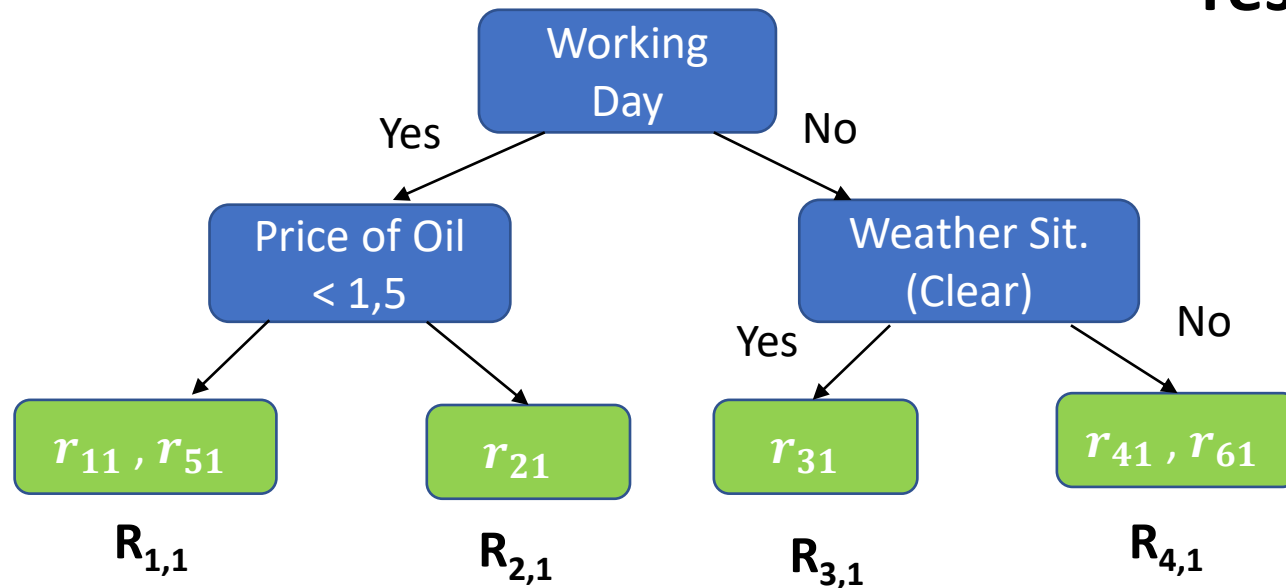 Working
Day
Yes
No
Price of Oil
< 1,5
Weather Sit.
(Clear)
Yes
No
r₁₁ , r₅₁
r₂₁
r₃₁
r₄₁ , r₆₁
R₁,₁
R₂,₁
R₃,₁
R₄,₁